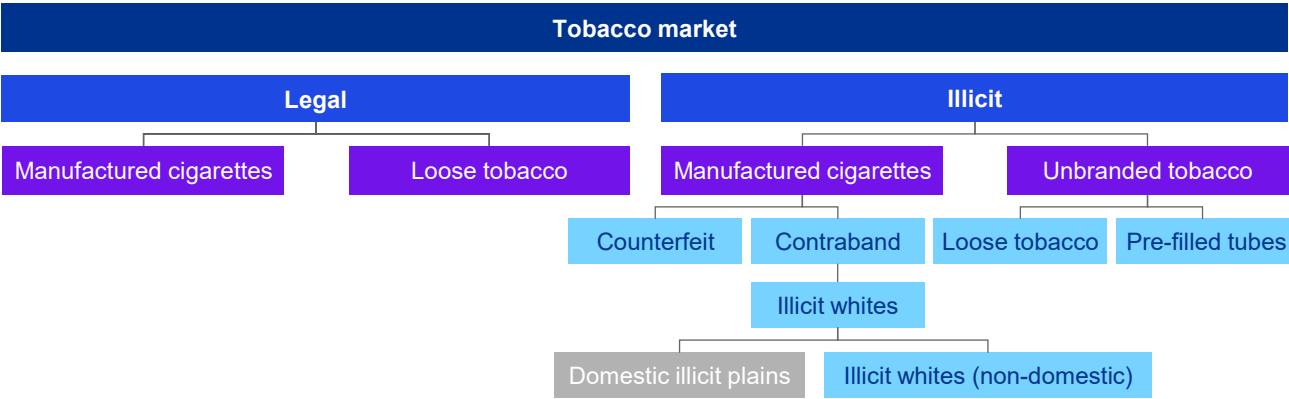 Tobacco market
Legal
Illicit
Manufactured cigarettes
Loose tobacco
Manufactured cigarettes
Unbranded tobacco
Counterfeit
Contraband
Loose tobacco
Pre-filled tubes
Illicit whites
Domestic illicit plains
Illicit whites (non-domestic)